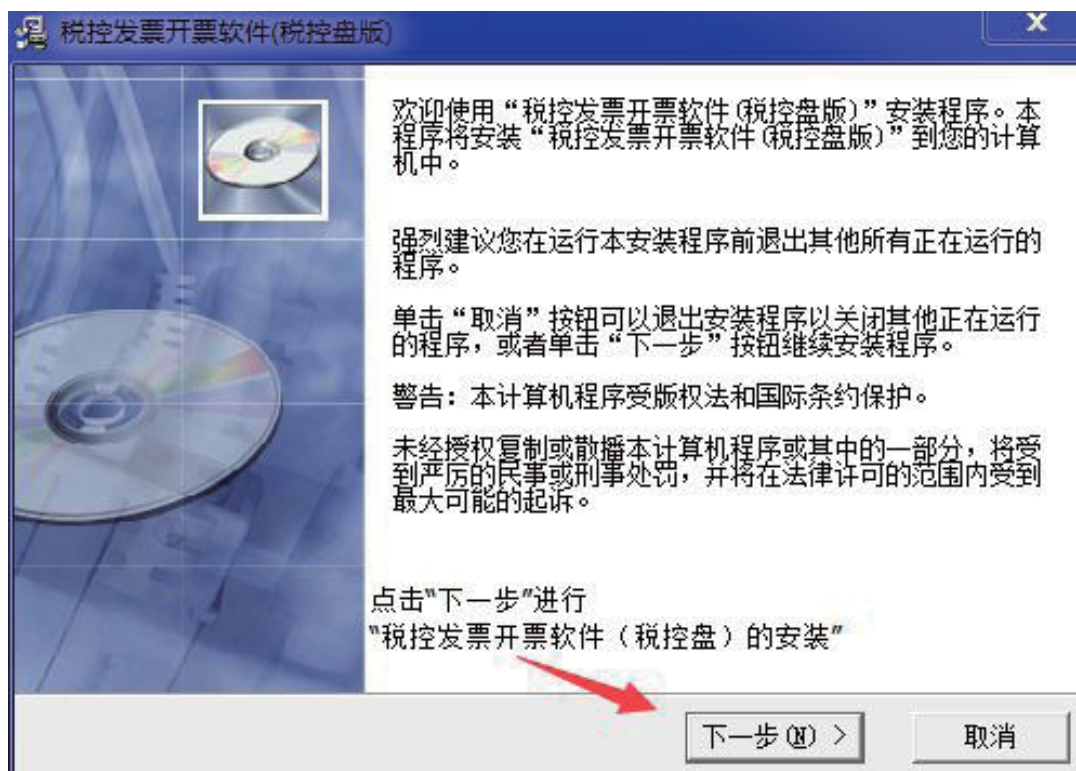 税控发票开票软件(税控盘版)
X
欢迎使用“税控发票开票软件(税控盘版)”安装程序。本
程序将安装“税控发票开票软件(税控盘版)”到您的计算
机中。
强烈建议您在运行本安装程序前退出其他所有正在运行的
程序。
单击“取消”按钮可以退出安装程序以关闭其他正在运行
的程序，或者单击“下一步”按钮继续安装程序。
警告：本计算机程序受版权法和国际条约保护。
未经授权复制或散播本计算机程序或其中的一部分，将受
到严厉的民事或刑事处罚，并将在法律许可的范围内受到
最大可能的起诉。
点击"下一步"进行
"税控发票开票软件（税控盘）的安装"
下一步(N) >
取消